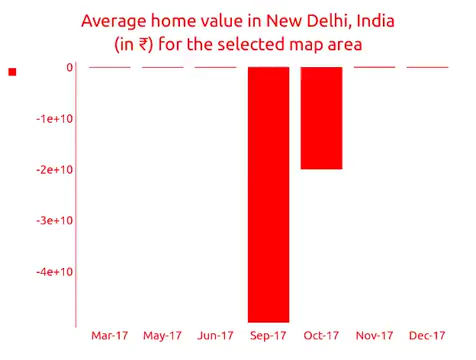 Average home value in New Delhi, India
(in ₹) for the selected map area
0
-1e+10
-2e+10
-3e+10
-4e+10
Mar-17 May-17 Jun-17 Sep-17 Oct-17 Nov-17 Dec-17